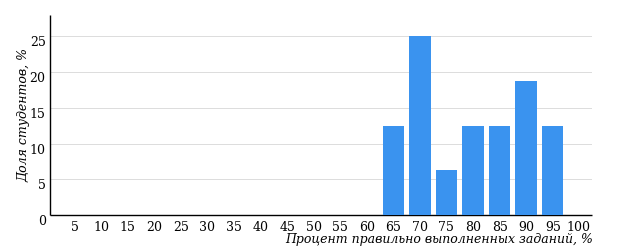 Доля студентов, %
25
20
15
10
5
0
5 10 15 20 25 30 35 40 45 50 55 60 65 70 75 80 85 90 95 100
Процент правильно выполненных заданий, %